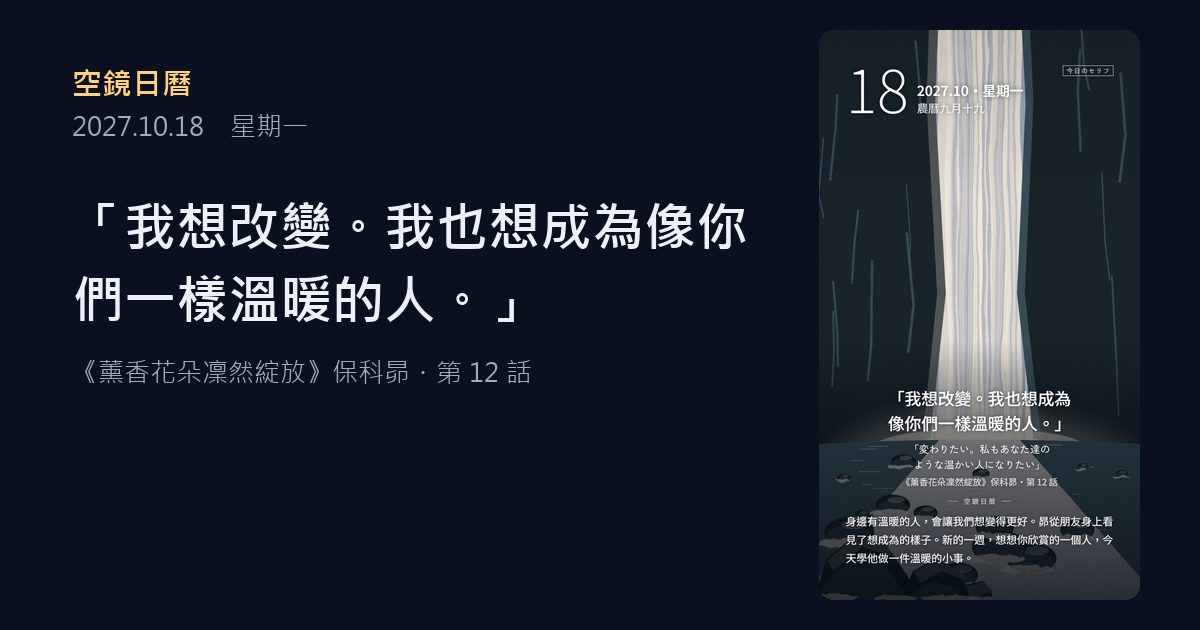 空鏡日曆
2027.10.18 星期一
「我想改變。我也想成為像你
們一樣溫暖的人。」
《薰香花朵凜然綻放》保科昴・第 12 話
18
2027.10・星期一
農曆九月十九
今日のセリフ
「我想改變。我也想成為
像你們一樣溫暖的人。」
「変わりたい。私もあなた達の
ような温かい人になりたい」
《薰香花朵凜然綻放》保科昴・第 12 話
— 空鏡日曆 —
身邊有溫暖的人，會讓我們想變得更好。昴從朋友身上看
見了想成為的樣子。新的一週，想想你欣賞的一個人，今
天學他做一件溫暖的小事。